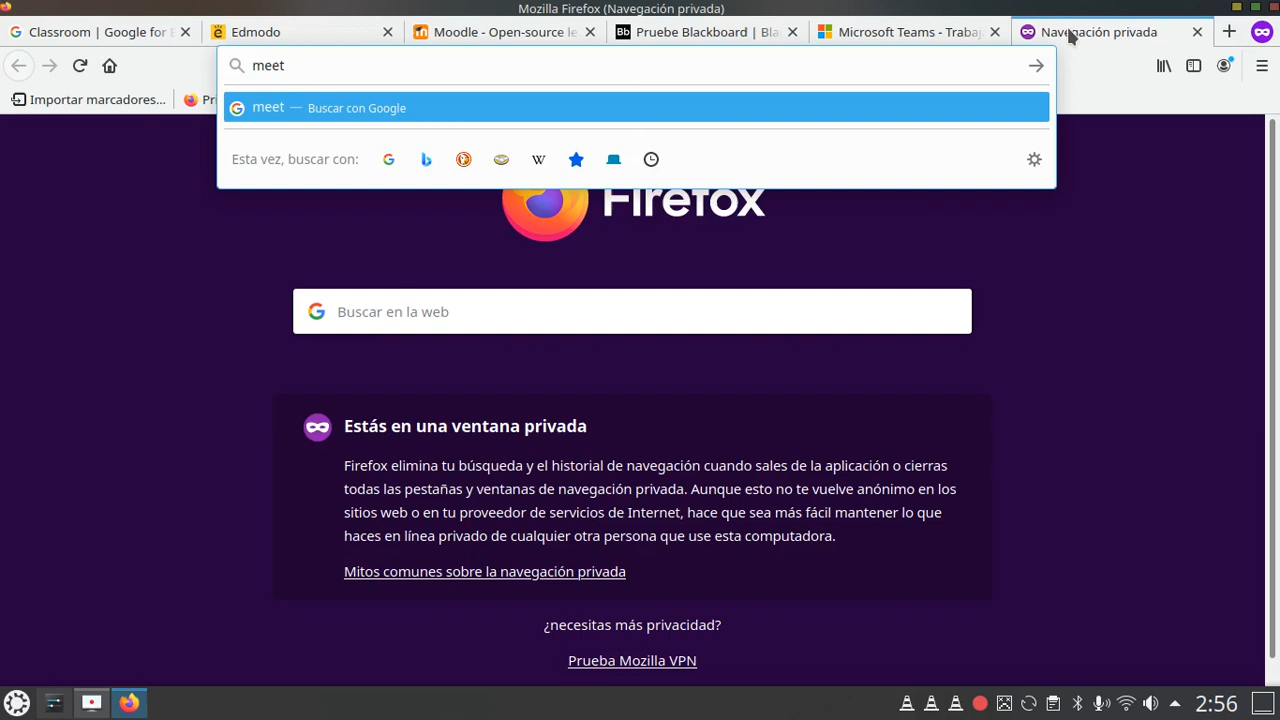 Mozilla Firefox (Navegación privada)
Classroom | Google for E
Edmodo
Moodle - Open-source le
Bb Pruebe Blackboard | Bla
Microsoft Teams - Trabaj
Navegación privada
meet
Importar marcadores...
Pr
meet — Buscar con Google
Esta vez, buscar con:
W
Firefox
Buscar en la web
Estás en una ventana privada
Firefox elimina tu búsqueda y el historial de navegación cuando sales de la aplicación o cierras
todas las pestañas y ventanas de navegación privada. Aunque esto no te vuelve anónimo en los
sitios web o en tu proveedor de servicios de Internet, hace que sea más fácil mantener lo que
haces en línea privado de cualquier otra persona que use esta computadora.
Mitos comunes sobre la navegación privada
¿necesitas más privacidad?
Prueba Mozilla VPN
2:56